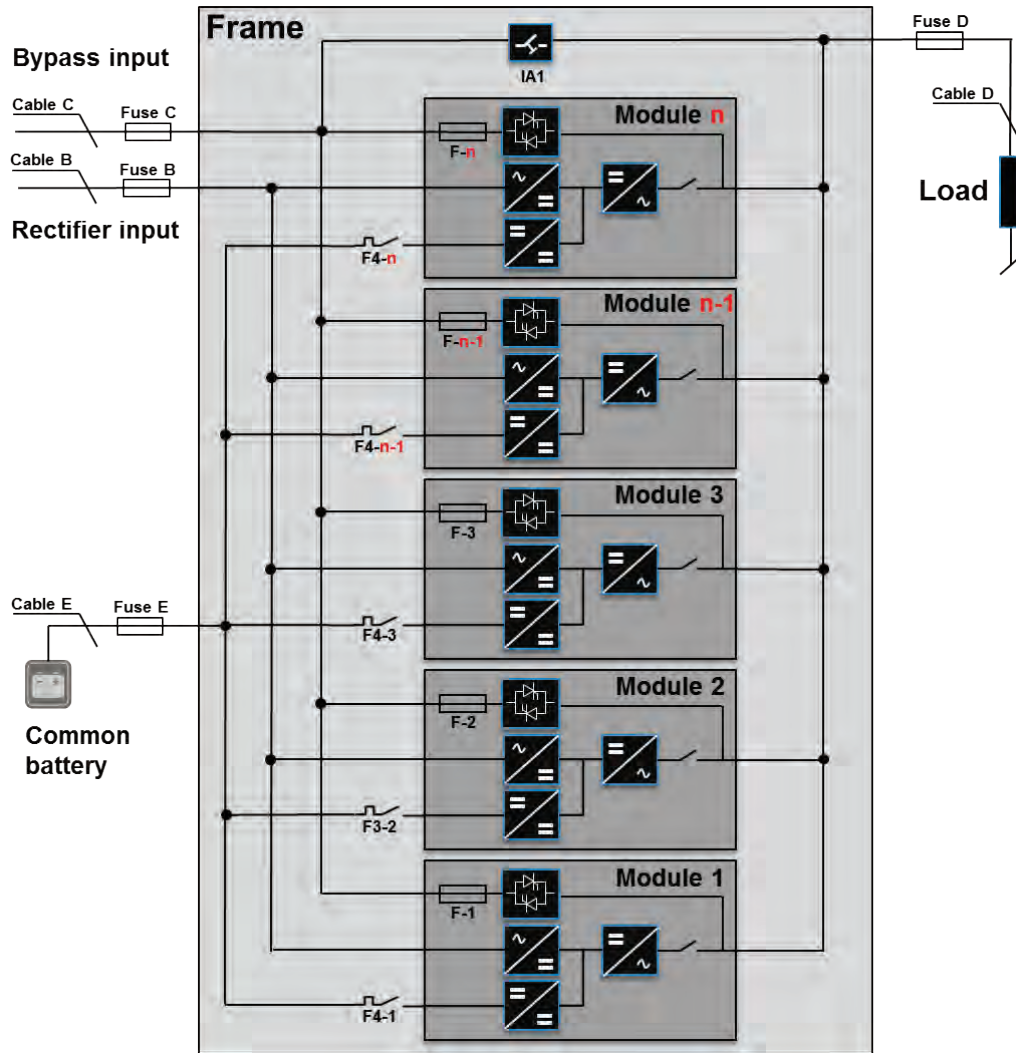 Frame
Fuse D
Bypass input
IA1
Cable C
Fuse C
Cable D
Module n
F-n
Cable B
Fuse B
Load
Rectifier input
F4-n
Module n-1
F-n-1
F4-n-1
Module 3
F-3
Cable E
Fuse E
F4-3
Module 2
F-2
Common
battery
F3-2
Module 1
F-1
F4-1